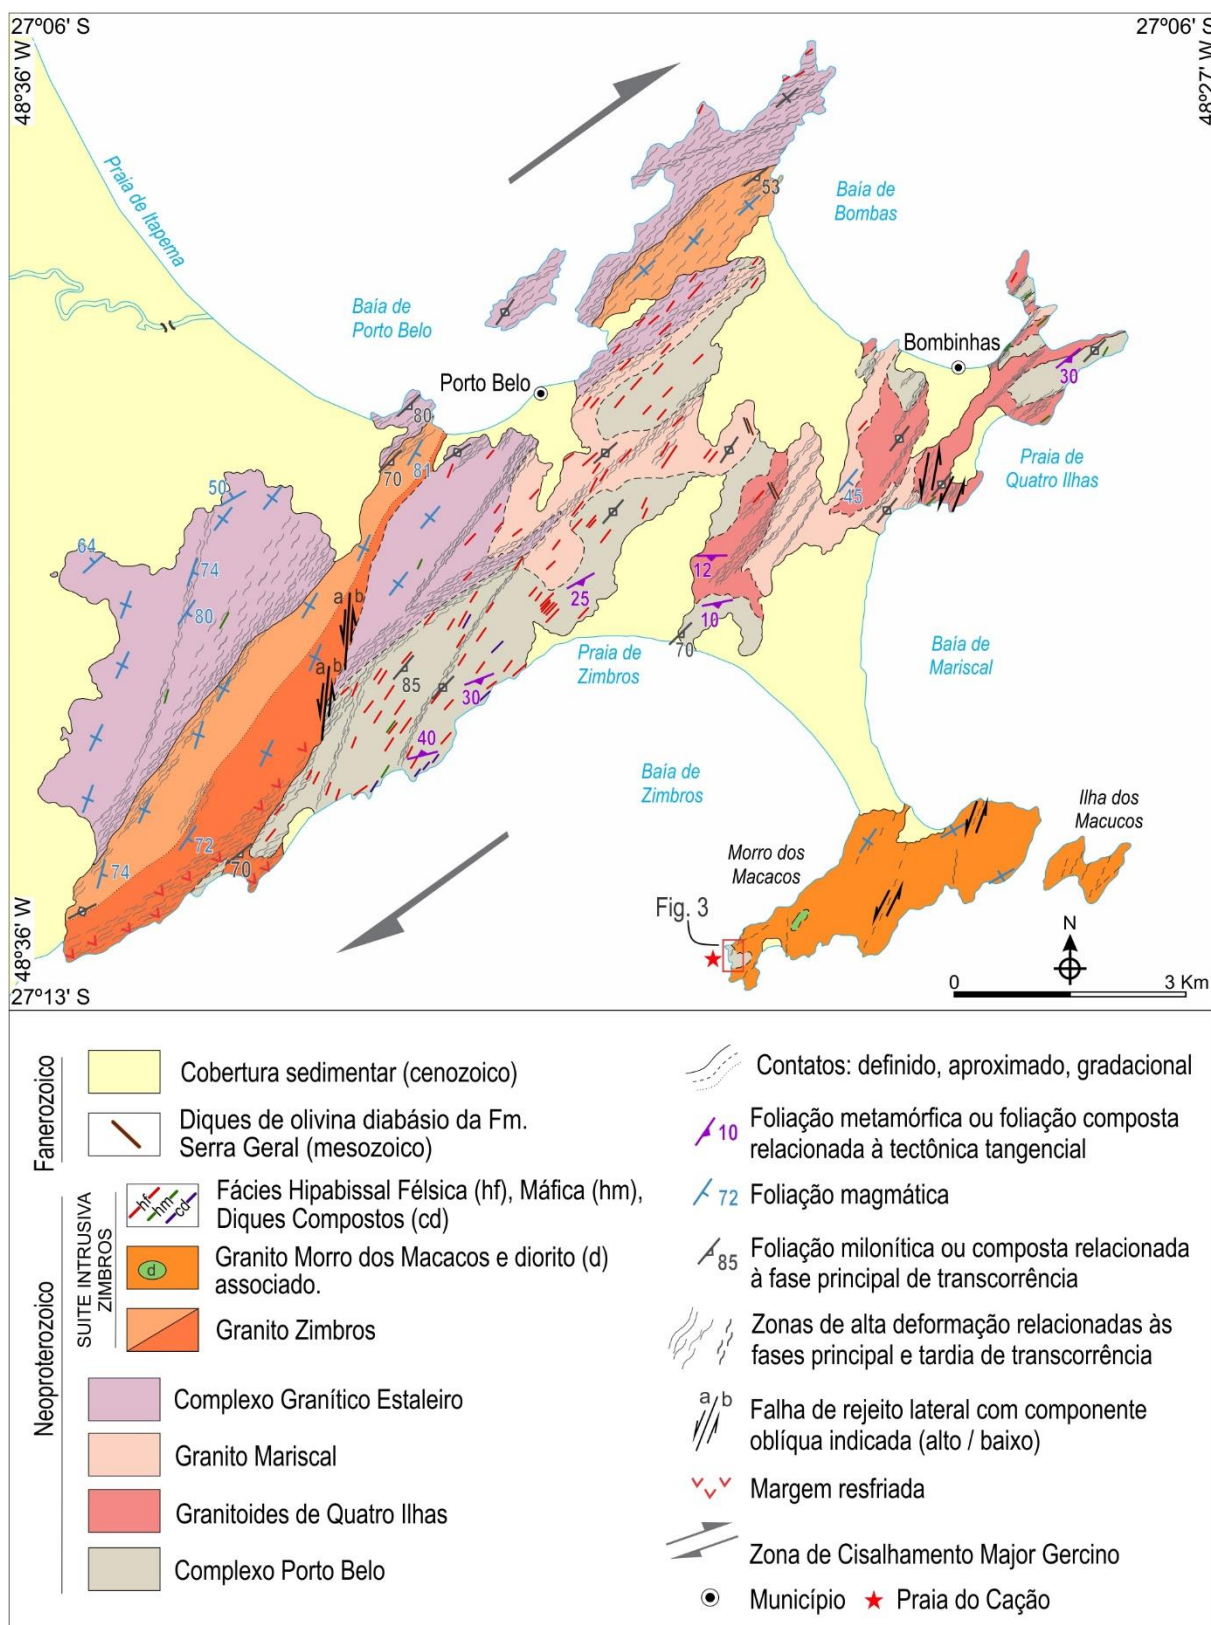 27º06' S
27º06' S
48º36' W
48º27' W
Praia de Itapema
Baía de
Bombas
53
Baía de
Porto Belo
Bombinhas
Porto Belo
30
80
70
81
Praia de
Quatro Ilhas
50
45
64
74
12
a b
25
80
10
70
Praia de
Zimbros
Baía de
Mariscal
a b
85
30
40
Baía de
Zimbros
Ilha dos
Macucos
72
70
74
Morro dos
Macacos
Fig. 3
N
48º36' W
27º13' S
0 3 Km
Fanerozoico
Cobertura sedimentar (cenozoico)
Diques de olivina diabásio da Fm.
Serra Geral (mesozoico)
Neoproterozoico
SUITE INTRUSIVA
ZIMBROS
hf hm cd
Fácies Hipabissal Félsica (hf), Máfica (hm),
Diques Compostos (cd)
d
Granito Morro dos Macacos e diorito (d)
associado.
Granito Zimbros
Complexo Granítico Estaleiro
Granito Mariscal
Granitoides de Quatro Ilhas
Complexo Porto Belo
Contatos: definido, aproximado, gradacional
10
Foliação metamórfica ou foliação composta
relacionada à tectônica tangencial
72
Foliação magmática
85
Foliação milonítica ou composta relacionada
à fase principal de transcorrência
Zonas de alta deformação relacionadas às
fases principal e tardia de transcorrência
a b
Falha de rejeito lateral com componente
oblíqua indicada (alto / baixo)
Margem resfriada
Zona de Cisalhamento Major Gercino
Município
Praia do Cação